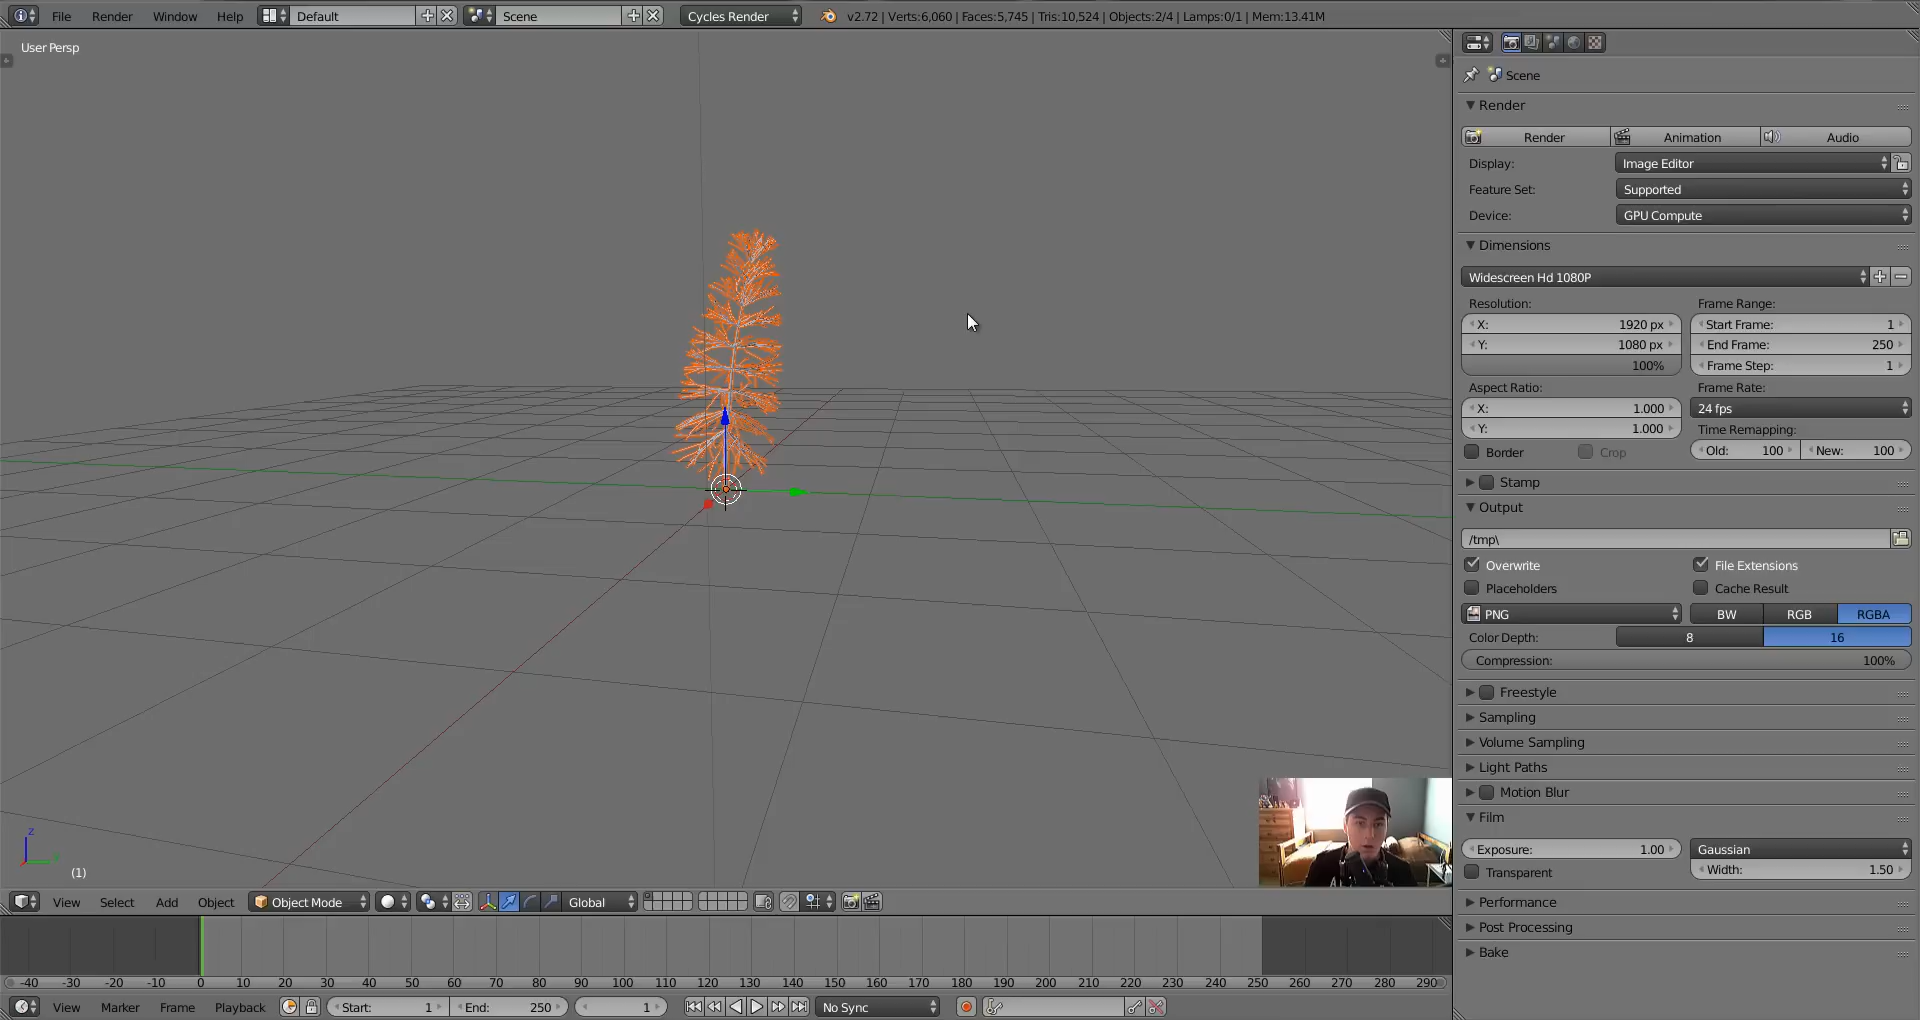 File Render Window Help Default Scene Cycles Render v2.72 | Verts:6,060 | Faces:5,745 | Tris:10,524 | Objects:2/4 | Lamps:0/1 | Mem:13.41M
User Persp
Scene
Render
Render Animation Audio
Display: Image Editor
Feature Set: Supported
Device: GPU Compute
Dimensions
Widescreen Hd 1080P
Resolution: Frame Range:
X: 1920 px Start Frame: 1
Y: 1080 px End Frame: 250
100% Frame Step: 1
Aspect Ratio: Frame Rate:
X: 1.000 24 fps
Y: 1.000 Time Remapping:
Border Crop Old: 100 New: 100
Stamp
Output
/tmp\
Overwrite File Extensions
Placeholders Cache Result
PNG BW RGB RGBA
Color Depth: 8 16
Compression: 100%
Freestyle
Sampling
Volume Sampling
Light Paths
Motion Blur
Film
Exposure: 1.00 Gaussian
Transparent Width: 1.50
Performance
Post Processing
Bake
z
(1)
View Select Add Object Object Mode Global
-40 -30 -20 -10 0 10 20 30 40 50 60 70 80 90 100 110 120 130 140 150 160 170 180 190 200 210 220 230 240 250 260 270 280 290
View Marker Frame Playback Start: 1 End: 250 1 No Sync